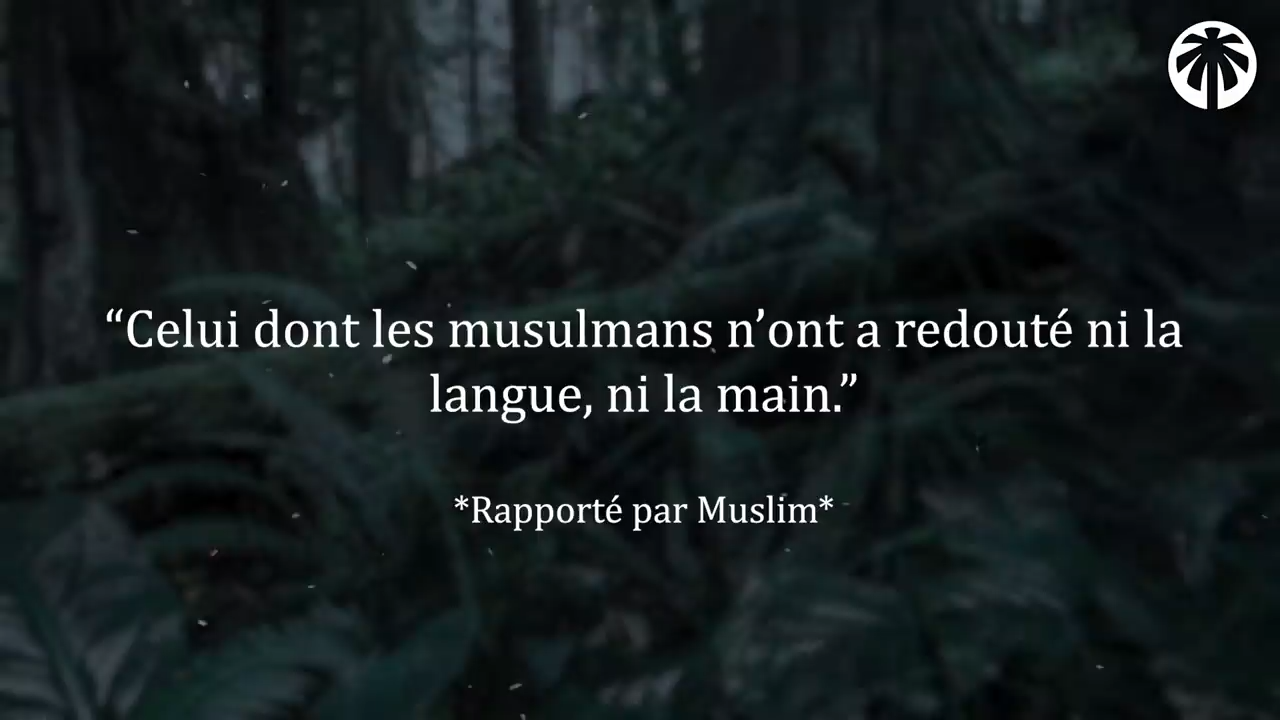 “Celui dont les musulmans n’ont a redouté ni la
langue, ni la main.”
*Rapporté par Muslim*